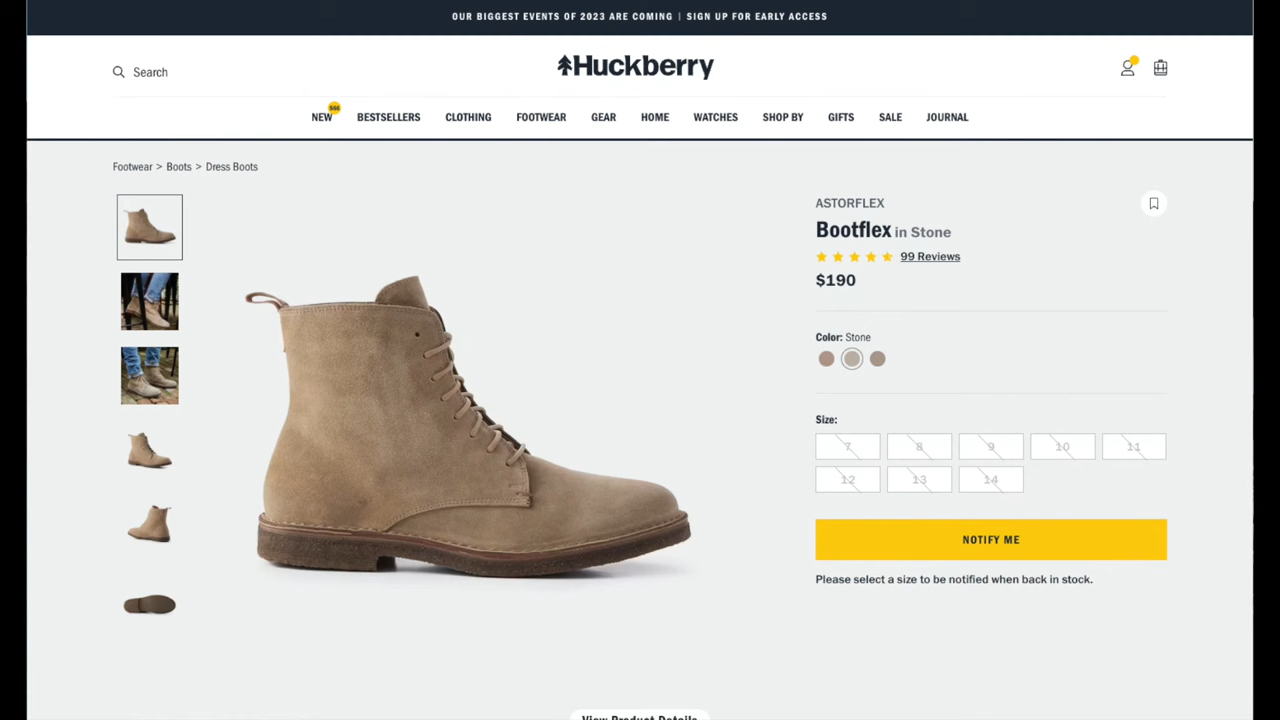 OUR BIGGEST EVENTS OF 2023 ARE COMING | SIGN UP FOR EARLY ACCESS
Search
Huckberry
NEW
BESTSELLERS
CLOTHING
FOOTWEAR
GEAR
HOME
WATCHES
SHOP BY
GIFTS
SALE
JOURNAL
Footwear > Boots > Dress Boots
ASTORFLEX
Bootflex in Stone
99 Reviews
$190
Color: Stone
Size:
7 8 9 10 11
12 13 14
NOTIFY ME
Please select a size to be notified when back in stock.
View Product Details